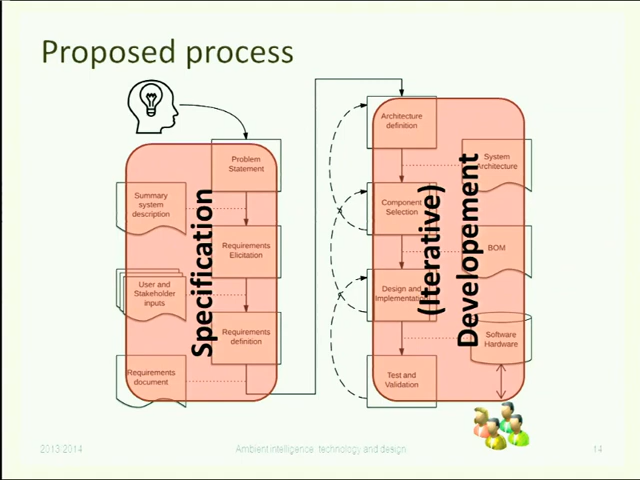 Proposed process
Problem
Statement
Summary
system
description
Requirements
Elicitation
User and
Stakeholder
inputs
Requirements
definition
Requirements
document
Specification
Architecture
definition
System
Architecture
Component
Selection
BOM
Design and
Implementation
Software
Hardware
Test and
Validation
(Iterative)
Developement
2013 2014
Ambient intelligence: technology and design
14